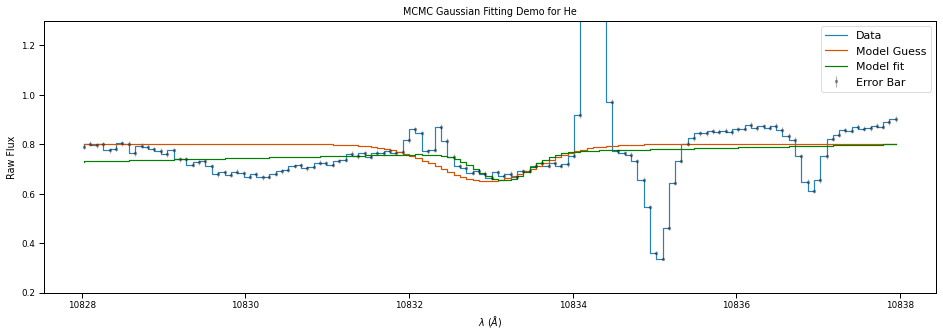 MCMC Gaussian Fitting Demo for He
Raw Flux
1.2
1.0
0.8
0.6
0.4
0.2
Data
Model Guess
Model fit
Error Bar
10828
10830
10832
10834
10836
10838
λ (Å)